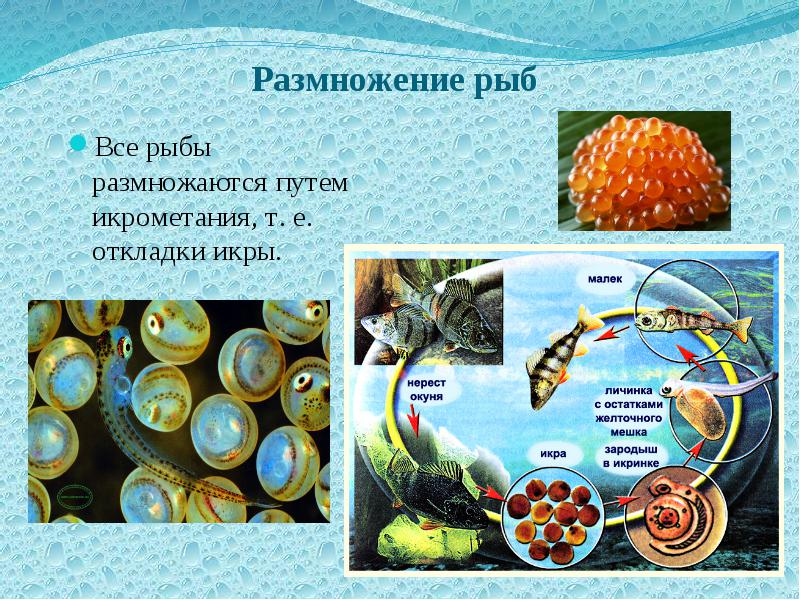 Размножение рыб
Все рыбы
размножаются путем
икрометания, т. е.
откладки икры.
малек
нерест
окуня
личинка
с остатками
желточного
мешка
икра
зародыш
в икринке